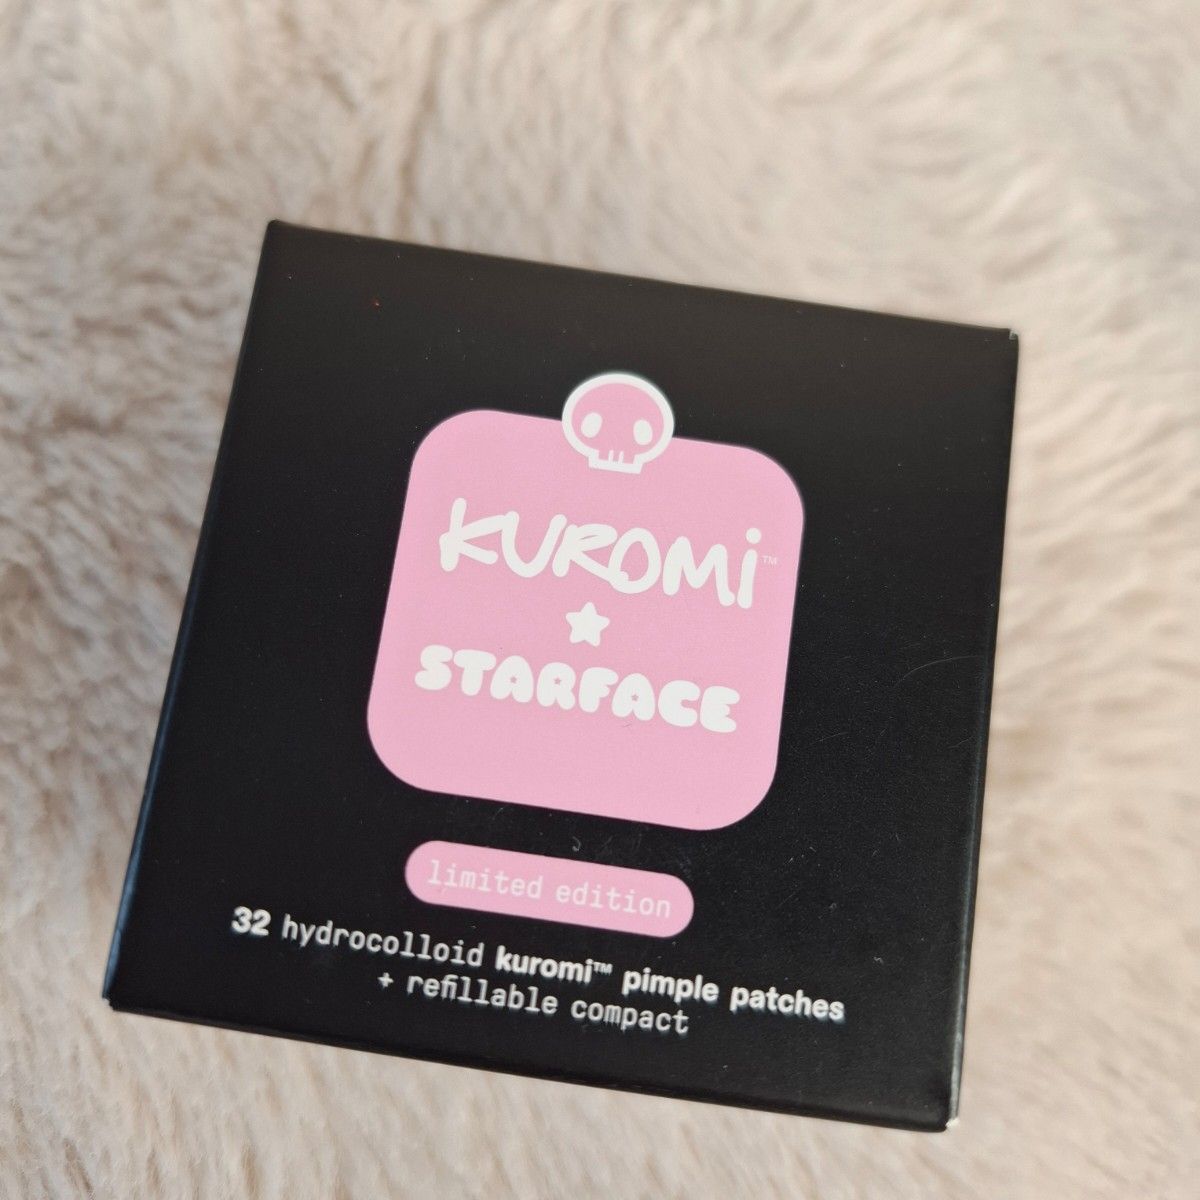 KUROMi™
STARFACE
limited edition
32 hydrocolloid kuromi™ pimple patches
+ refillable compact